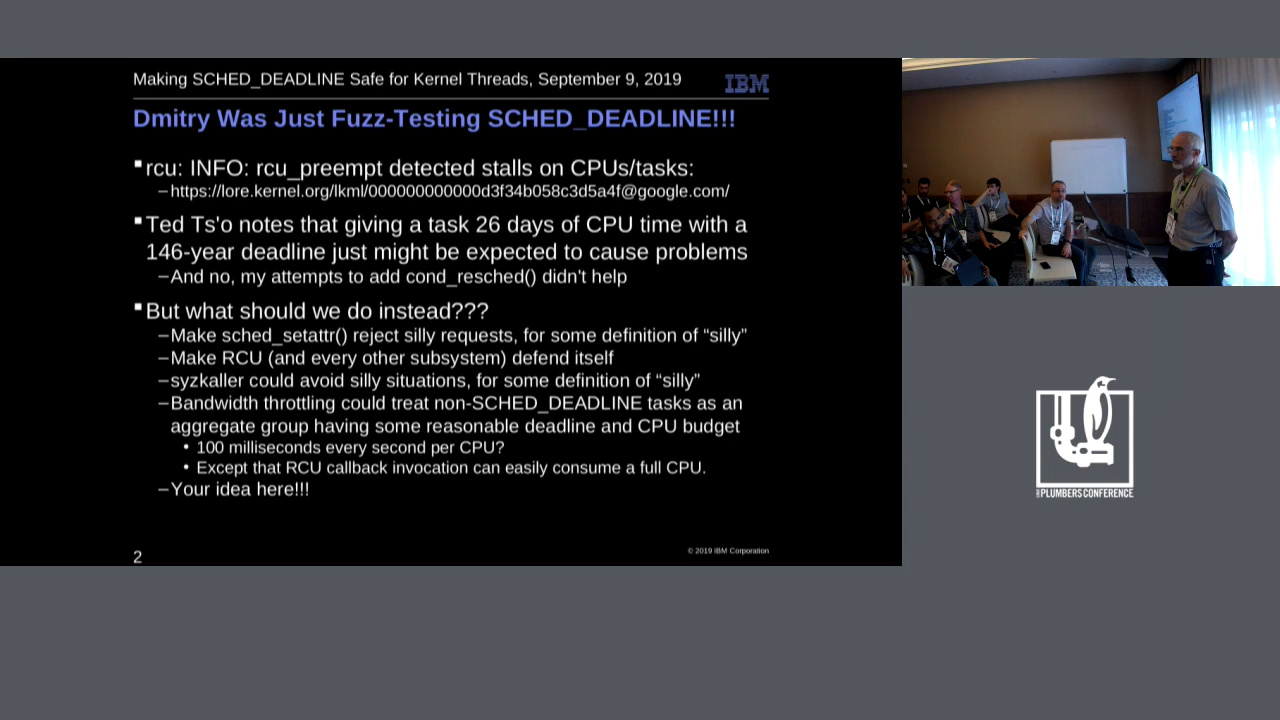 Making SCHED_DEADLINE Safe for Kernel Threads, September 9, 2019
IBM
Dmitry Was Just Fuzz-Testing SCHED_DEADLINE!!!
▪ rcu: INFO: rcu_preempt detected stalls on CPUs/tasks:
–https://lore.kernel.org/lkml/000000000000d3f34b058c3d5a4f@google.com/
▪ Ted Ts'o notes that giving a task 26 days of CPU time with a
146-year deadline just might be expected to cause problems
–And no, my attempts to add cond_resched() didn't help
▪ But what should we do instead???
–Make sched_setattr() reject silly requests, for some definition of “silly”
–Make RCU (and every other subsystem) defend itself
–syzkaller could avoid silly situations, for some definition of “silly”
–Bandwidth throttling could treat non-SCHED_DEADLINE tasks as an
aggregate group having some reasonable deadline and CPU budget
• 100 milliseconds every second per CPU?
• Except that RCU callback invocation can easily consume a full CPU.
–Your idea here!!!
2
© 2019 IBM Corporation
PLUMBERS CONFERENCE